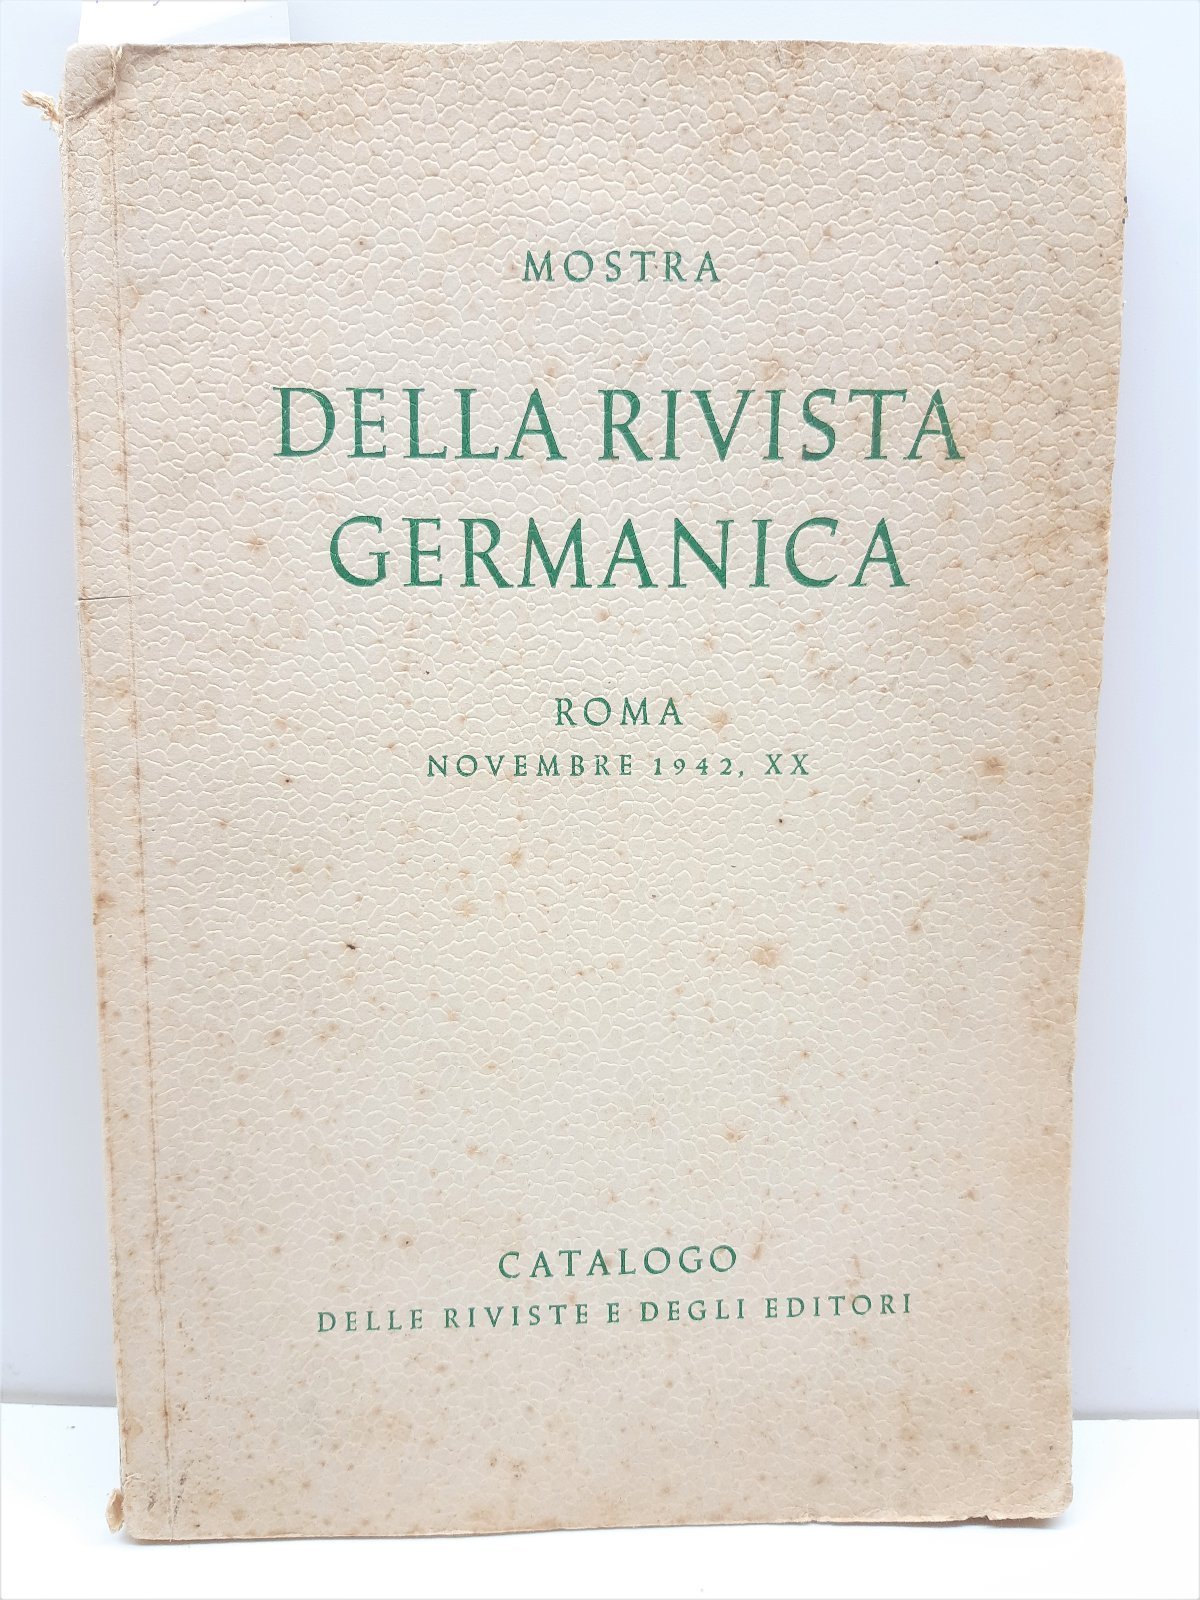 MOSTRA
DELLA RIVISTA
GERMANICA
ROMA
NOVEMBRE 1942, XX
CATALOGO
DELLE RIVISTE E DEGLI EDITORI